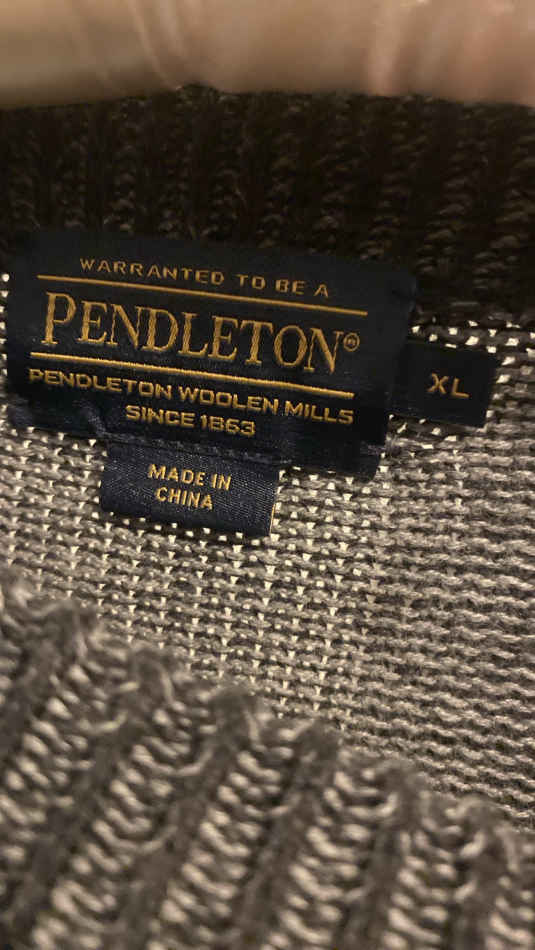 WARRANTED TO BE A
PENDLETON®
PENDLETON WOOLEN MILLS
SINCE 1863
XL
MADE IN
CHINA